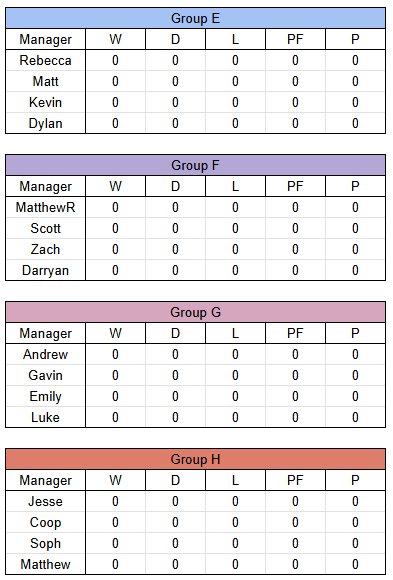 Group E
Manager W D L PF P
Rebecca 0 0 0 0 0
Matt 0 0 0 0 0
Kevin 0 0 0 0 0
Dylan 0 0 0 0 0
Group F
Manager W D L PF P
MatthewR 0 0 0 0 0
Scott 0 0 0 0 0
Zach 0 0 0 0 0
Darryan 0 0 0 0 0
Group G
Manager W D L PF P
Andrew 0 0 0 0 0
Gavin 0 0 0 0 0
Emily 0 0 0 0 0
Luke 0 0 0 0 0
Group H
Manager W D L PF P
Jesse 0 0 0 0 0
Coop 0 0 0 0 0
Soph 0 0 0 0 0
Matthew 0 0 0 0 0